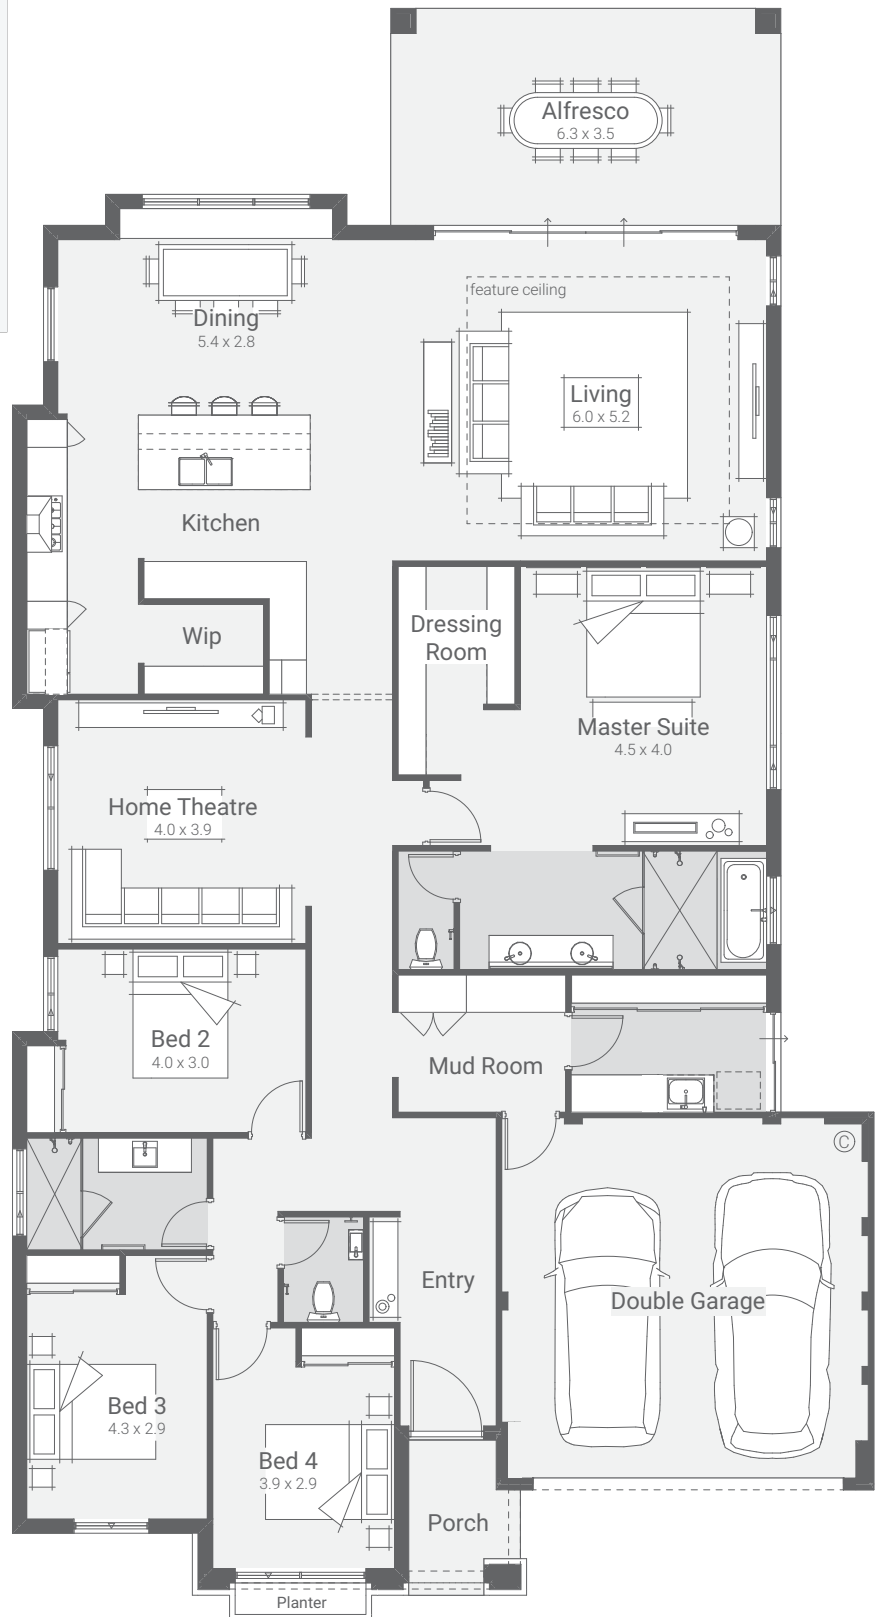 Alfresco
6.3 x 3.5
feature ceiling
Dining
5.4 x 2.8
Living
6.0 x 5.2
Kitchen
Wip
Dressing
Room
Master Suite
4.5 x 4.0
Home Theatre
4.0 x 3.9
Bed 2
4.0 x 3.0
Mud Room
C
Entry
Double Garage
Bed 3
4.3 x 2.9
Bed 4
3.9 x 2.9
Porch
Planter